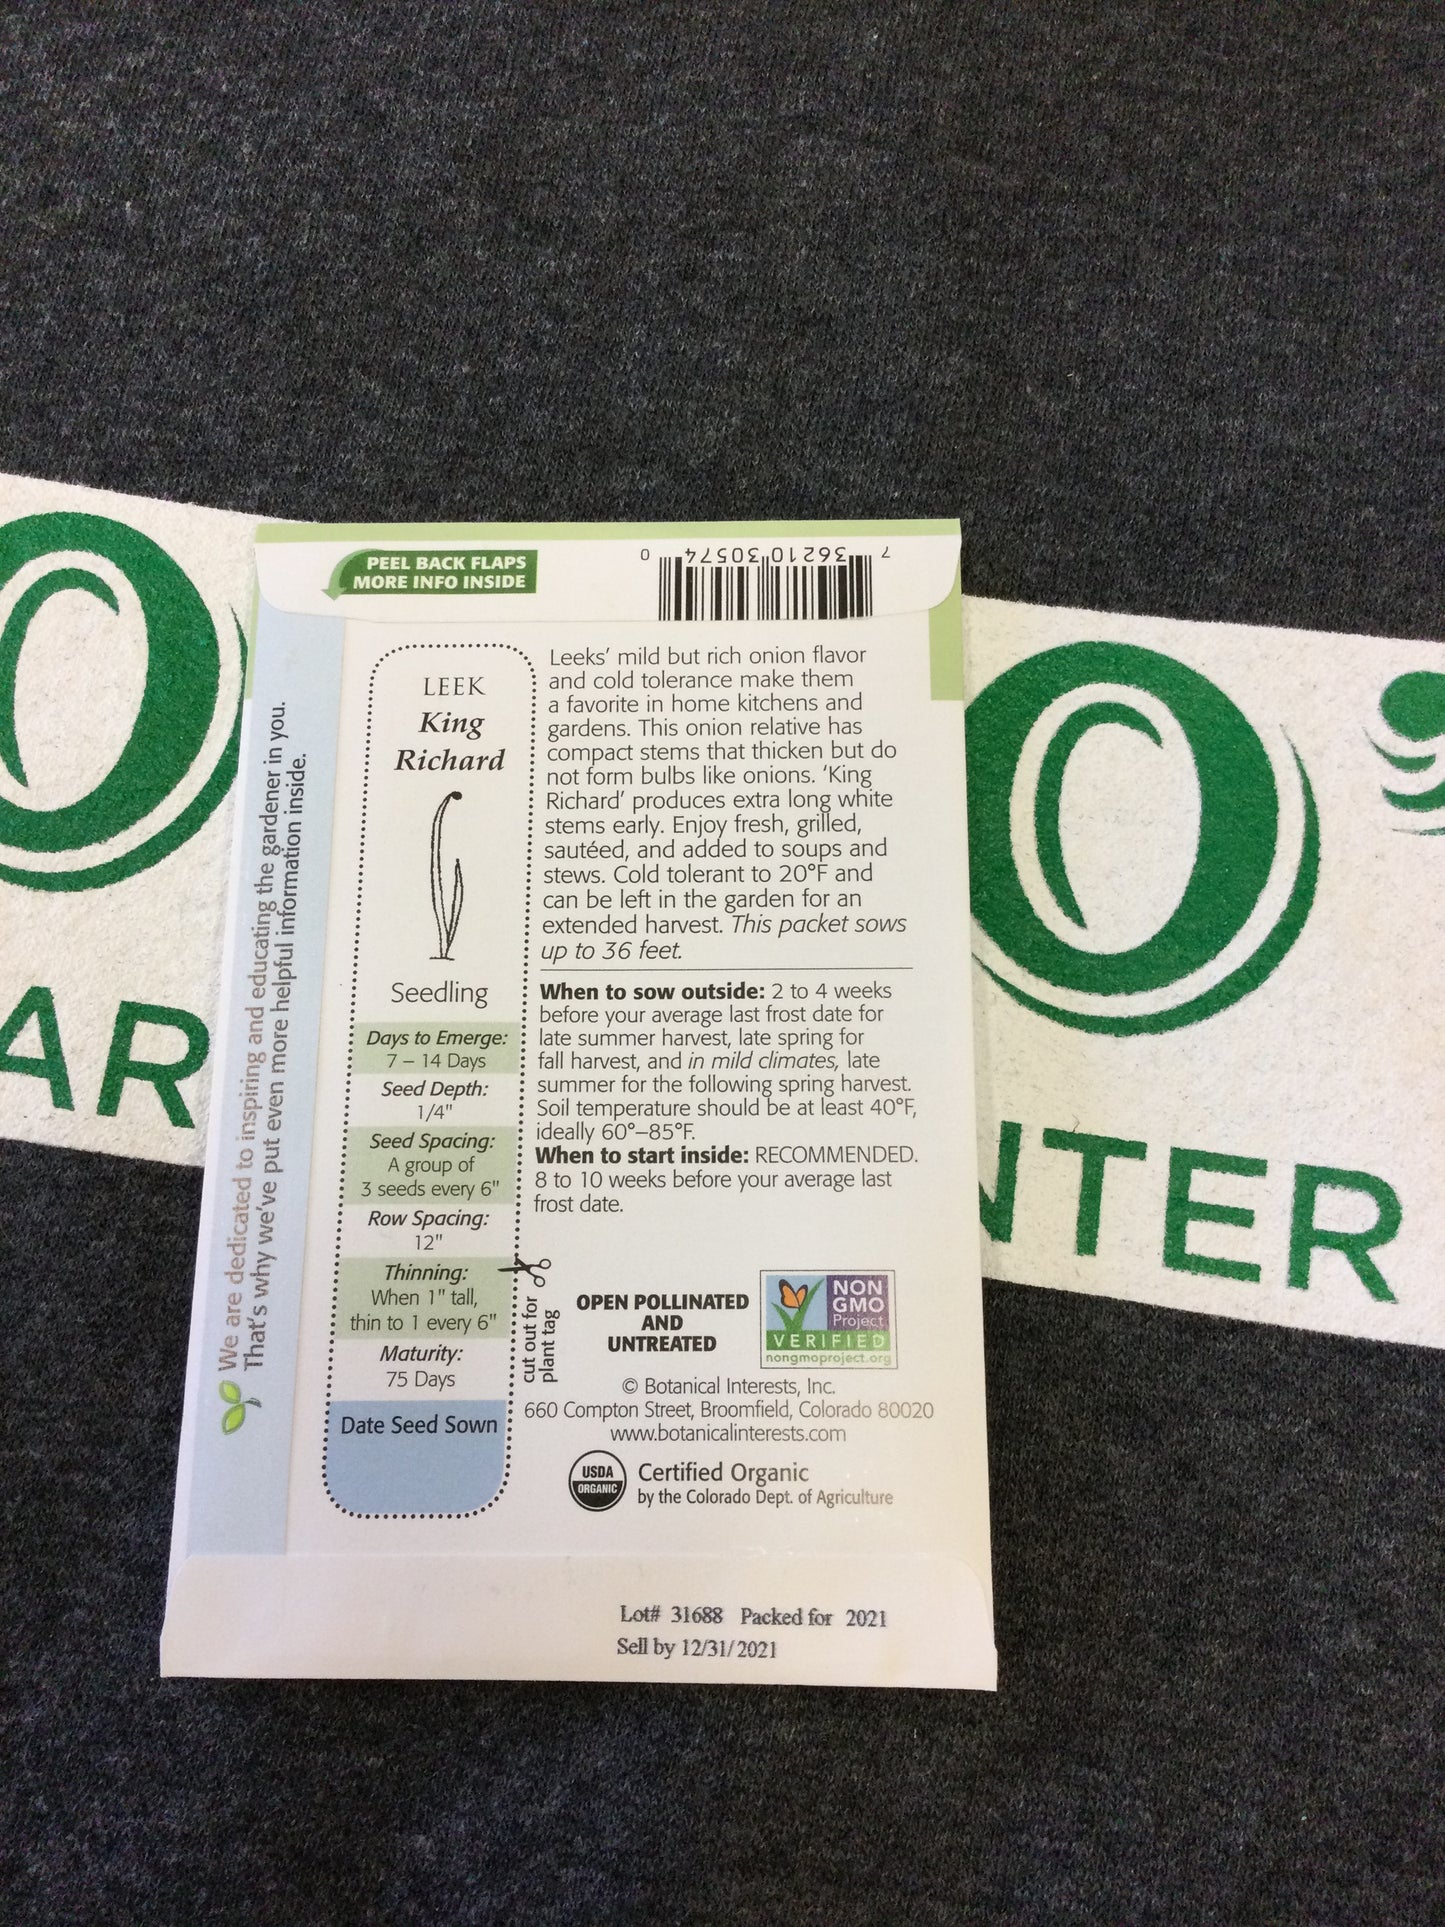 PEEL BACK FLAPS
MORE INFO INSIDE
7 36210 30574 0
LEEK
King
Richard
Seedling
Days to Emerge:
7 – 14 Days
Seed Depth:
1/4"
Seed Spacing:
A group of
3 seeds every 6"
Row Spacing:
12"
Thinning:
When 1" tall,
thin to 1 every 6"
Maturity:
75 Days
Date Seed Sown
cut out for
plant tag
We are dedicated to inspiring and educating the gardener in you.
That's why we've put even more helpful information inside.
Leeks' mild but rich onion flavor
and cold tolerance make them
a favorite in home kitchens and
gardens. This onion relative has
compact stems that thicken but do
not form bulbs like onions. 'King
Richard' produces extra long white
stems early. Enjoy fresh, grilled,
sautéed, and added to soups and
stews. Cold tolerant to 20°F and
can be left in the garden for an
extended harvest. This packet sows
up to 36 feet.
When to sow outside: 2 to 4 weeks
before your average last frost date for
late summer harvest, late spring for
fall harvest, and in mild climates, late
summer for the following spring harvest.
Soil temperature should be at least 40°F,
ideally 60°–85°F.
When to start inside: RECOMMENDED.
8 to 10 weeks before your average last
frost date.
OPEN POLLINATED
AND
UNTREATED
NON
GMO
Project
VERIFIED
nongmoproject.org
© Botanical Interests, Inc.
660 Compton Street, Broomfield, Colorado 80020
www.botanicalinterests.com
USDA
ORGANIC
Certified Organic
by the Colorado Dept. of Agriculture
Lot# 31688 Packed for 2021
Sell by 12/31/2021
O
O'
AR
NTER